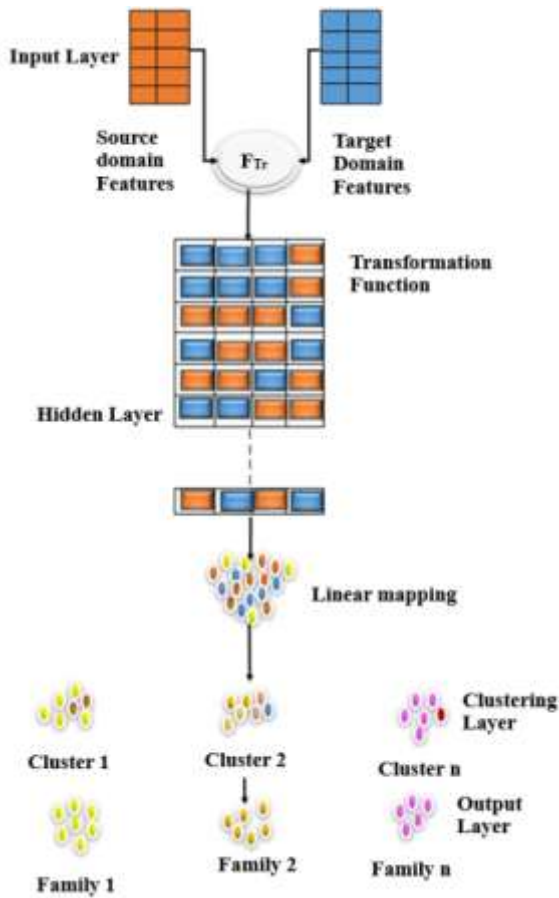 Input Layer
Source
domain
Features
F_Tr
Target
Domain
Features
Transformation
Function
Hidden Layer
Linear mapping
Clustering
Layer
Cluster 1
Cluster 2
Cluster n
Output
Layer
Family 1
Family 2
Family n